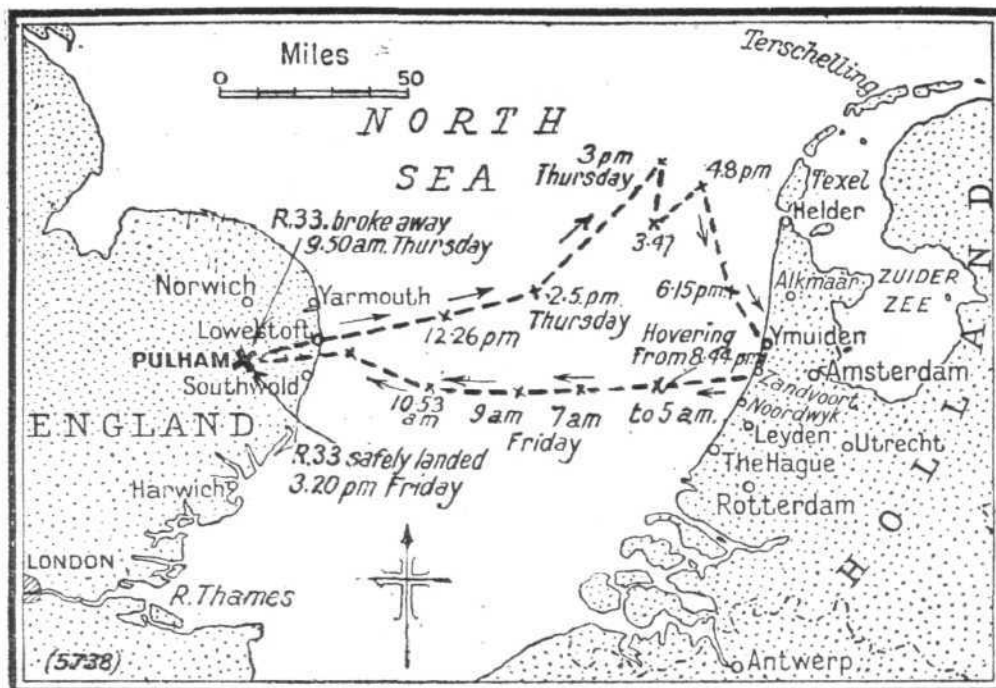 Miles
0 50
NORTH
SEA
Terschelling
Texel
Helder
3 pm
Thursday
4.8 pm
3.47
R.33. broke away
9.50 am. Thursday
Norwich
Yarmouth
Lowestoft
PULHAM
Southwold
12.26 pm
2.5. pm.
Thursday
6.15 pm.
Alkmaar
ZUIDER
ZEE
Hovering
from 8.44 pm
to 5 am.
Ymuiden
Amsterdam
Zandvoort
Noordwyk
Leyden
Utrecht
The Hague
Rotterdam
HOLLAND
10.53
am
9 am
7 am
Friday
ENGLAND
R.33 safely landed
3.20 pm Friday
Harwich
LONDON
R. Thames
Antwerp
(5738)